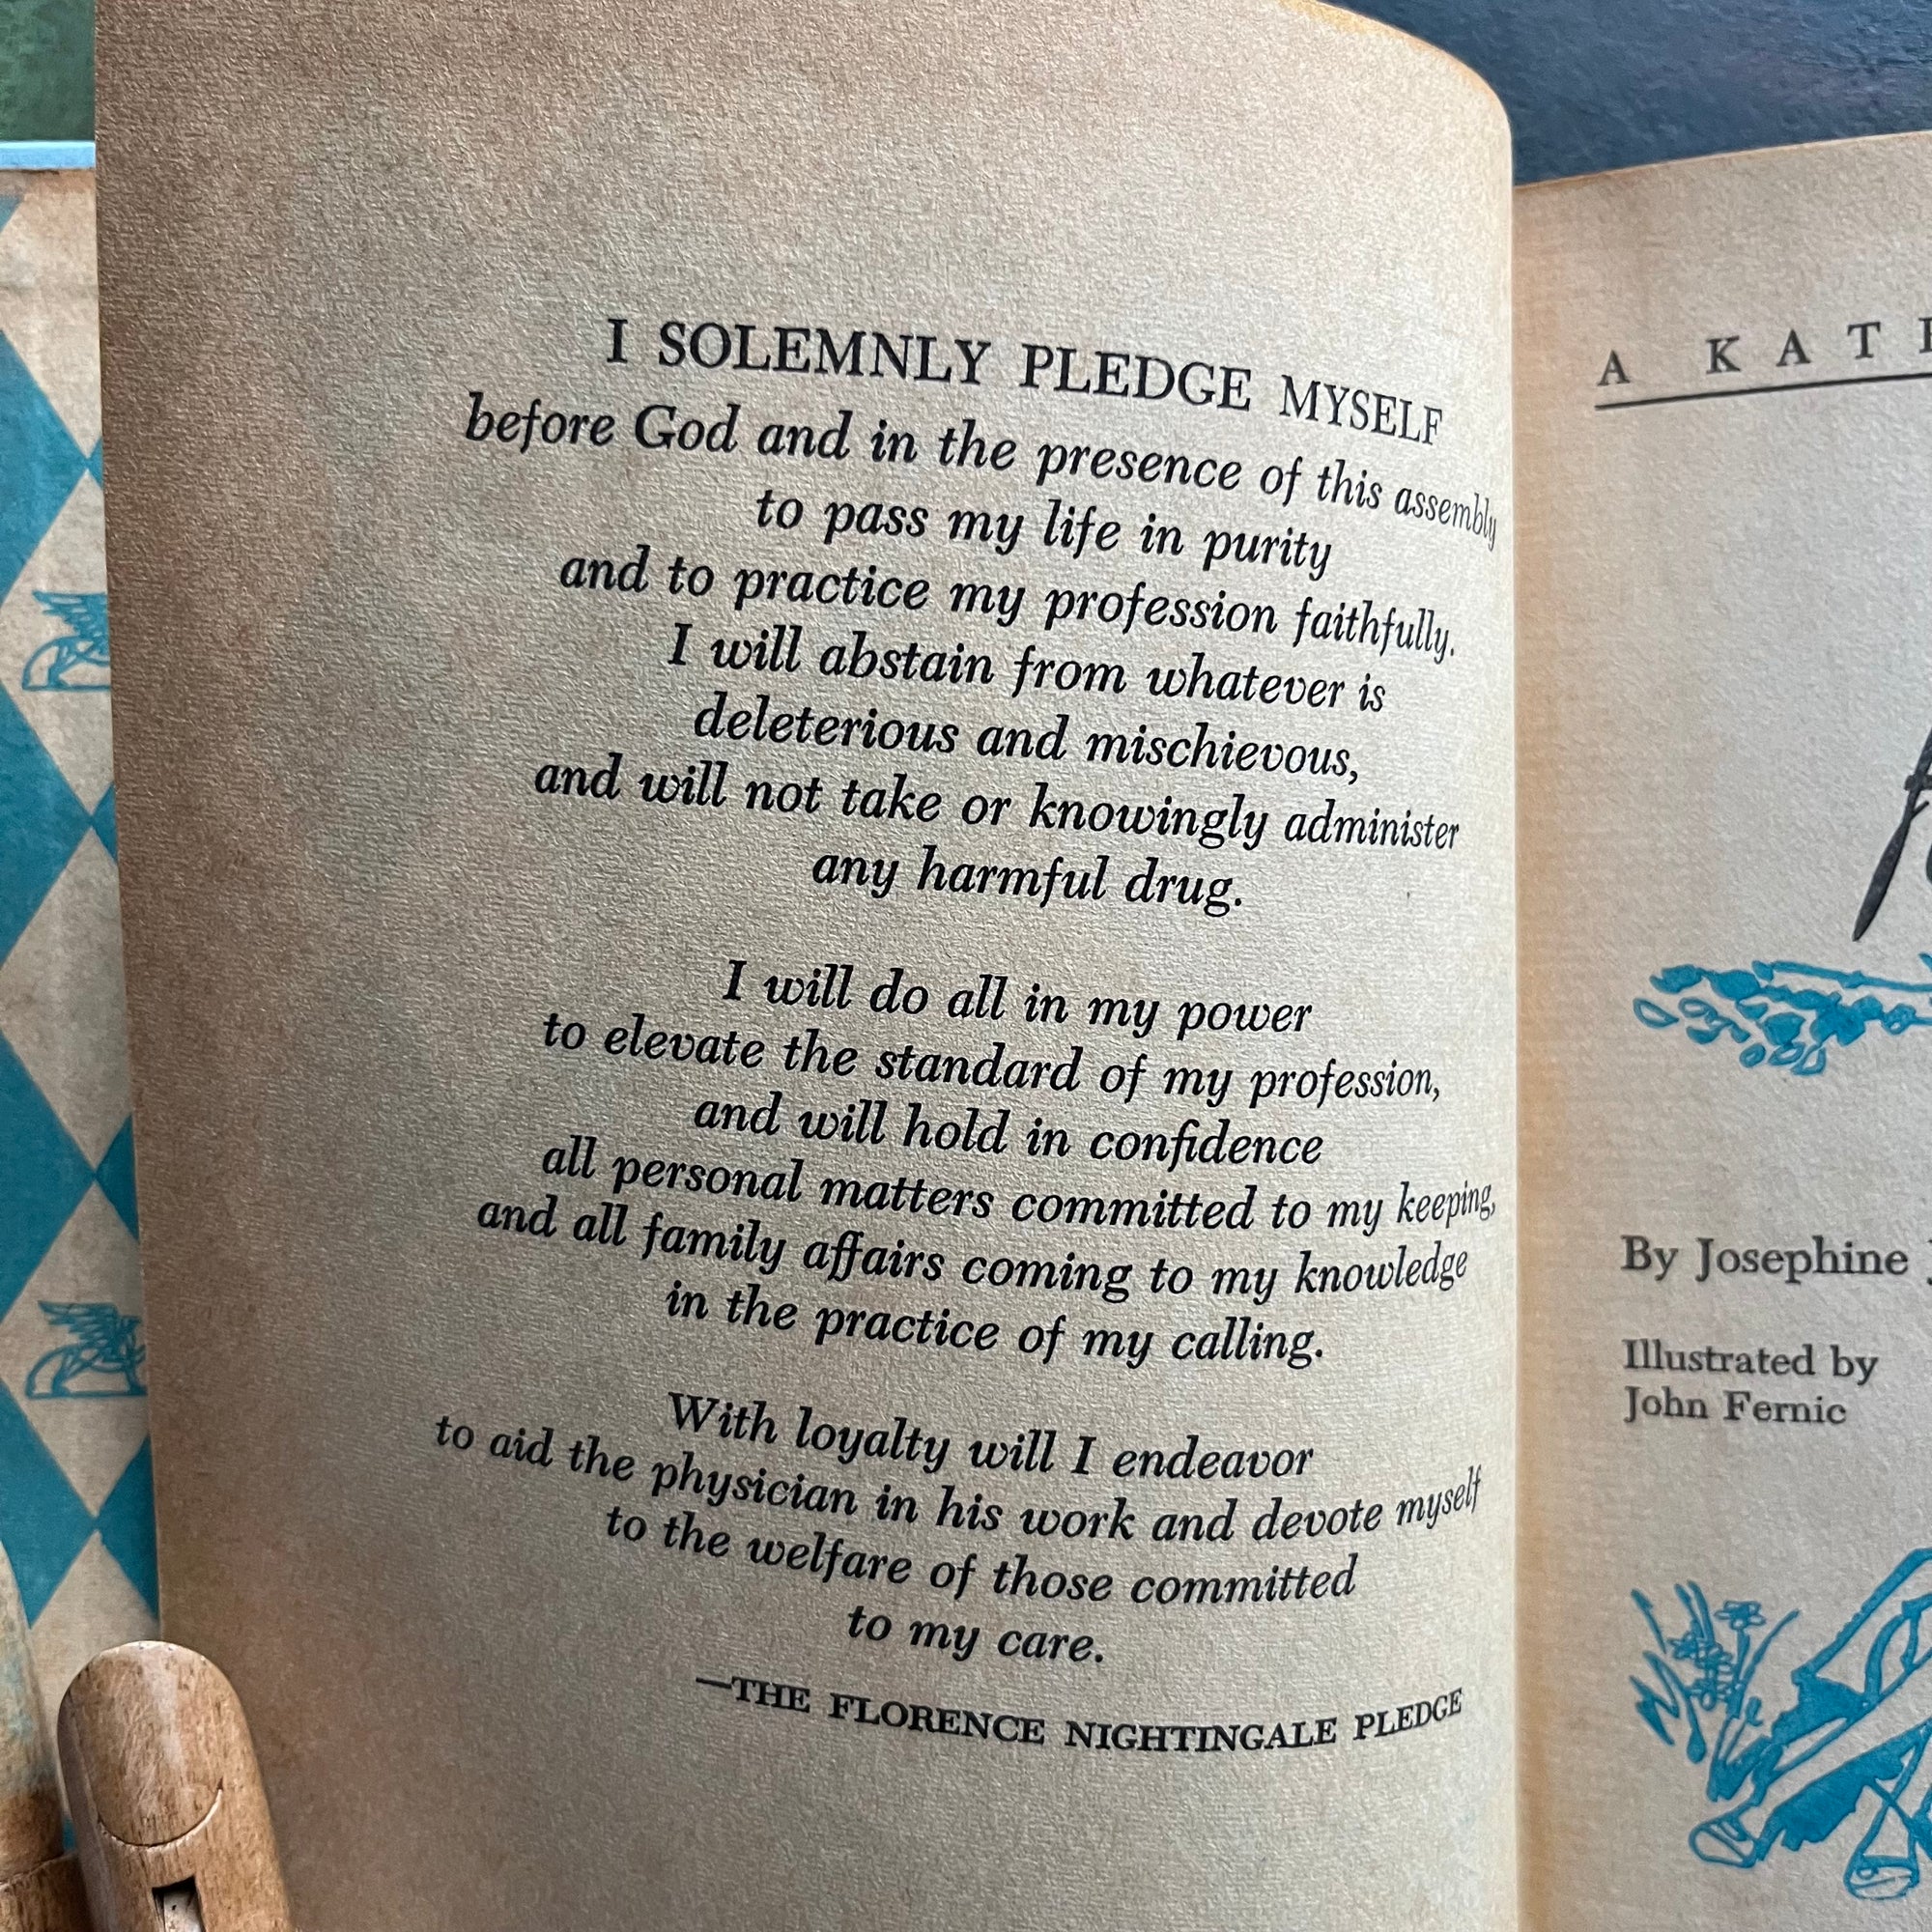 I SOLEMNLY PLEDGE MYSELF
before God and in the presence of this assembly
to pass my life in purity
and to practice my profession faithfully.
I will abstain from whatever is
deleterious and mischievous,
and will not take or knowingly administer
any harmful drug.
I will do all in my power
to elevate the standard of my profession,
and will hold in confidence
all personal matters committed to my keeping,
and all family affairs coming to my knowledge
in the practice of my calling.
With loyalty will I endeavor
to aid the physician in his work and devote myself
to the welfare of those committed
to my care.
—THE FLORENCE NIGHTINGALE PLEDGE
A KAT
By Josephine
Illustrated by
John Fernic